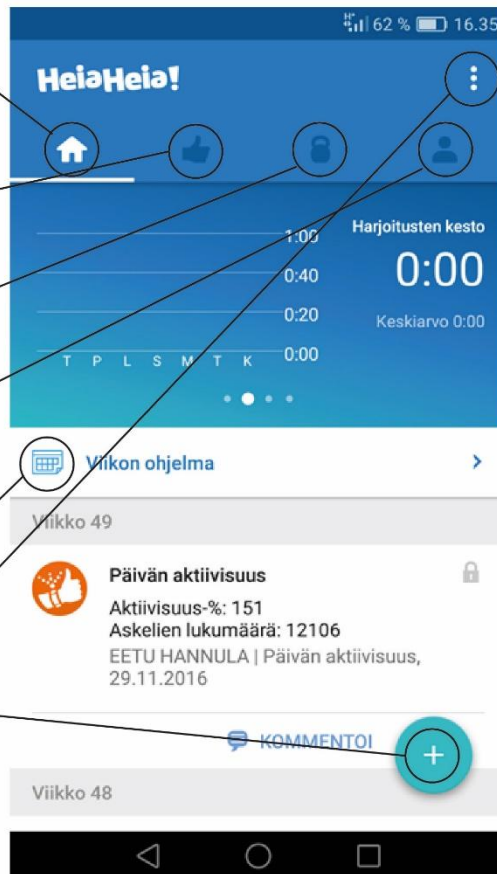 62 % 16.35
HeiaHeia!
Harjoitusten kesto
0:00
Keskiarvo 0:00
1:00
0:40
0:20
0:00
T P L S M T K
Viikon ohjelma
Viikko 49
Päivän aktiivisuus
Aktiivisuus-%: 151
Askelien lukumäärä: 12106
EETU HANNULA | Päivän aktiivisuus,
29.11.2016
KOMMENTOI
Viikko 48